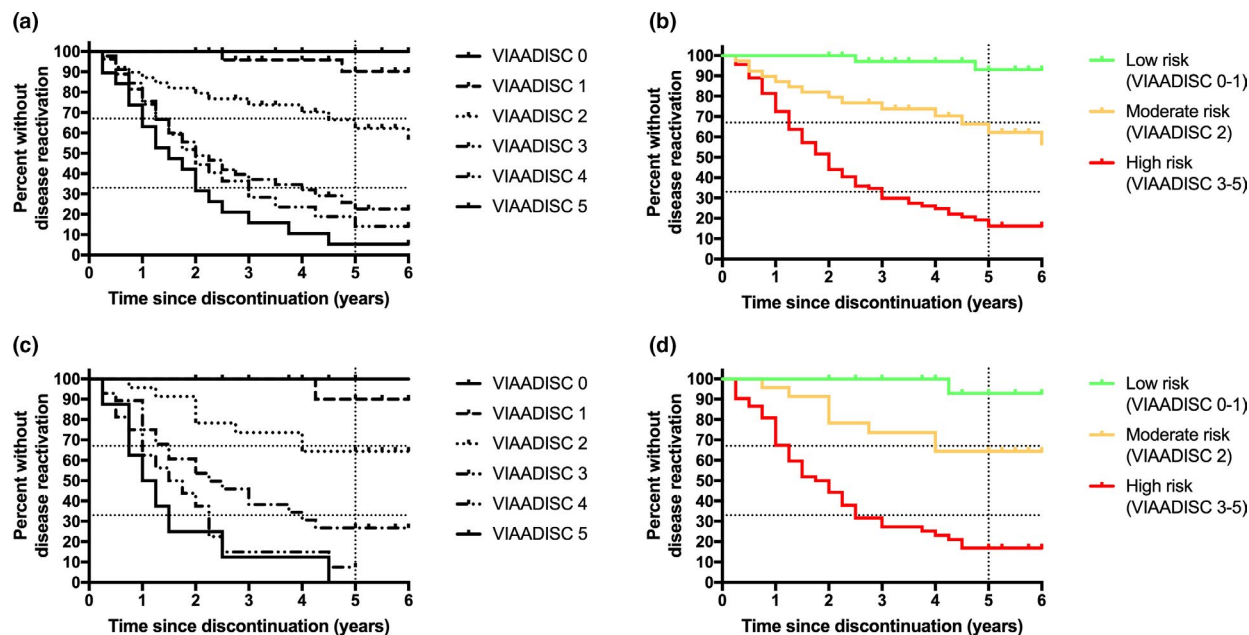 (a)
Percent without
disease reactivation
100
90
80
70
60
50
40
30
20
10
0
0 1 2 3 4 5 6
Time since discontinuation (years)
VIAADISC 0
VIAADISC 1
VIAADISC 2
VIAADISC 3
VIAADISC 4
VIAADISC 5
(b)
Percent without
disease reactivation
100
90
80
70
60
50
40
30
20
10
0
0 1 2 3 4 5 6
Time since discontinuation (years)
Low risk
(VIAADISC 0-1)
Moderate risk
(VIAADISC 2)
High risk
(VIAADISC 3-5)
(c)
Percent without
disease reactivation
100
90
80
70
60
50
40
30
20
10
0
0 1 2 3 4 5 6
Time since discontinuation (years)
VIAADISC 0
VIAADISC 1
VIAADISC 2
VIAADISC 3
VIAADISC 4
VIAADISC 5
(d)
Percent without
disease reactivation
100
90
80
70
60
50
40
30
20
10
0
0 1 2 3 4 5 6
Time since discontinuation (years)
Low risk
(VIAADISC 0-1)
Moderate risk
(VIAADISC 2)
High risk
(VIAADISC 3-5)